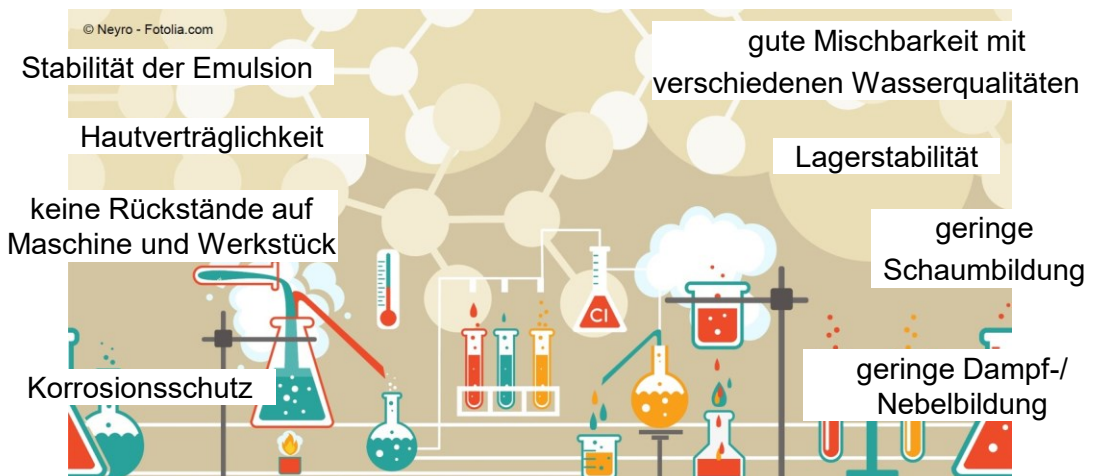 © Neyro - Fotolia.com
Stabilität der Emulsion
Hautverträglichkeit
keine Rückstände auf
Maschine und Werkstück
Korrosionsschutz
gute Mischbarkeit mit
verschiedenen Wasserqualitäten
Lagerstabilität
geringe
Schaumbildung
geringe Dampf-/
Nebelbildung
Cl